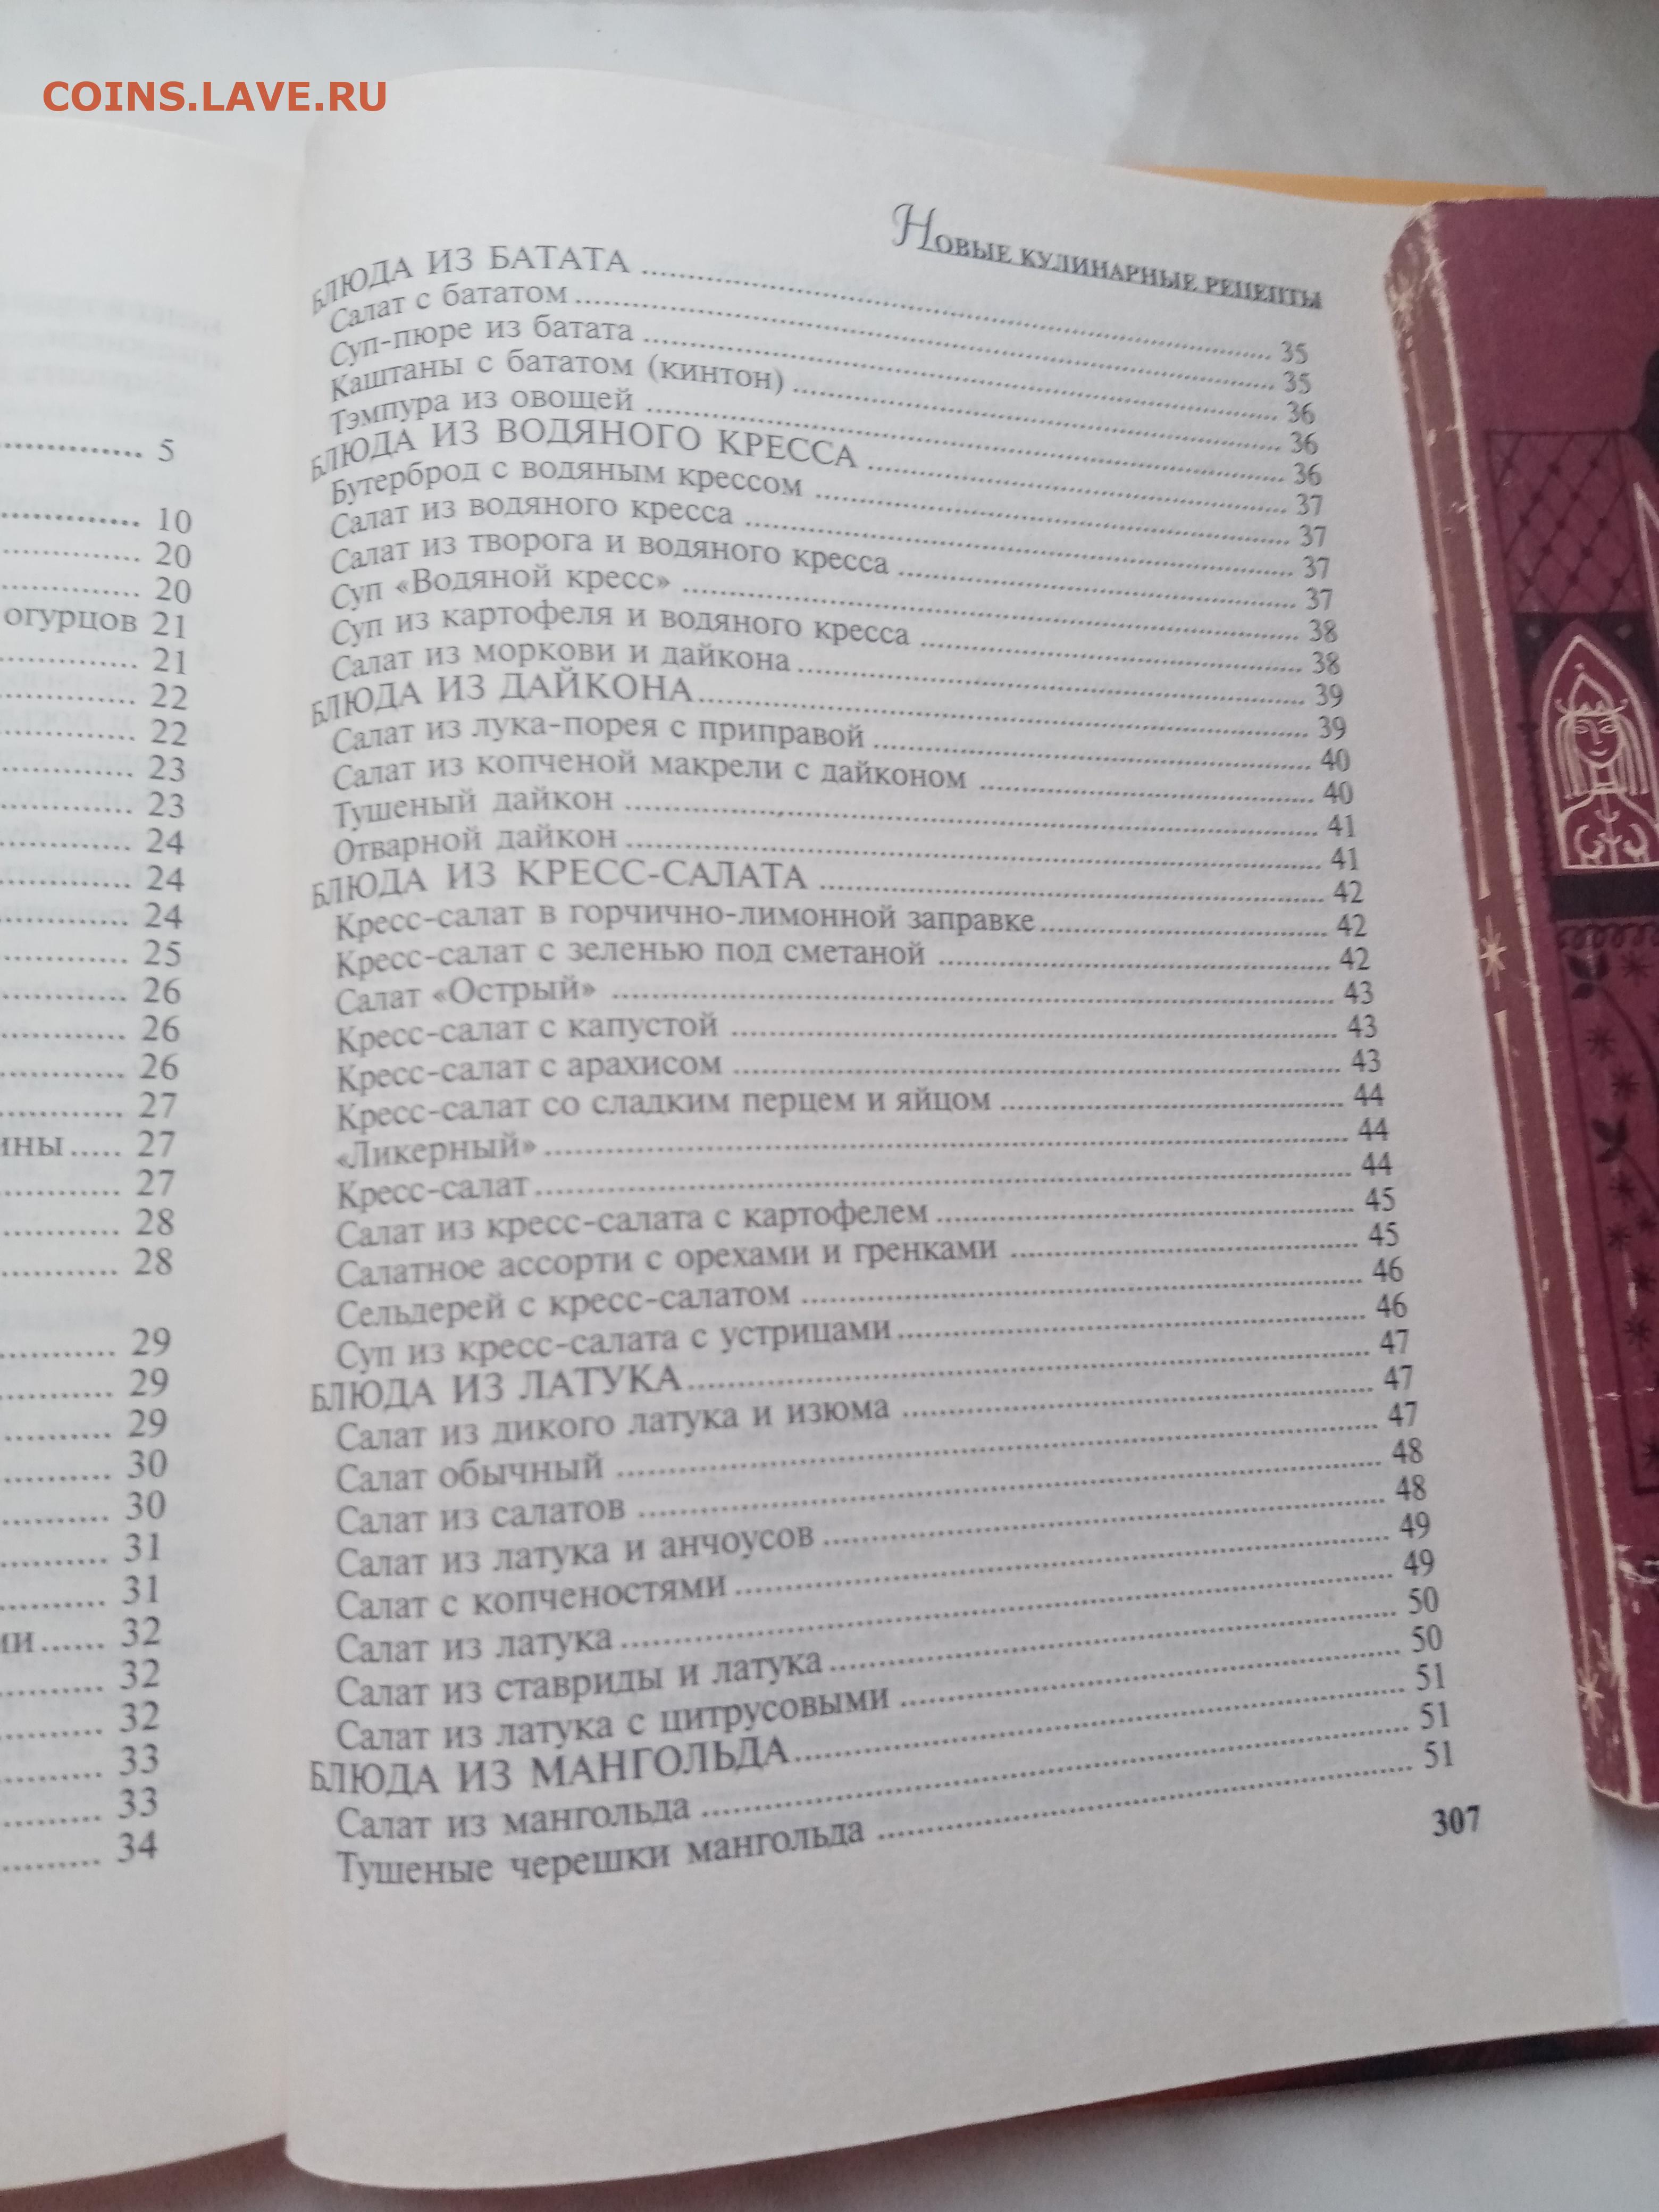 COINS.LAVE.RU
5
10
20
20
огурцов 21
21
22
22
23
23
24
24
24
25
26
26
26
27
27
27
28
28
29
29
29
30
30
31
31
32
32
32
33
33
34
Новые кулинарные рецепты
БЛЮДА ИЗ БАТАТА 35
Салат с бататом 35
Суп-пюре из батата 36
Каштаны с бататом (кинтон) 36
Тэмпура из овощей 36
БЛЮДА ИЗ ВОДЯНОГО КРЕССА 37
Бутерброд с водяным крессом 37
Салат из водяного кресса 37
Салат из творога и водяного кресса 37
Суп «Водяной кресс» 38
Суп из картофеля и водяного кресса 38
Салат из моркови и дайкона 39
БЛЮДА ИЗ ДАЙКОНА 39
Салат из лука-порея с приправой 40
Салат из копченой макрели с дайконом 40
Тушеный дайкон 41
Отварной дайкон 41
БЛЮДА ИЗ КРЕСС-САЛАТА 42
Кресс-салат в горчично-лимонной заправке 42
Кресс-салат с зеленью под сметаной 42
Салат «Острый» 43
Кресс-салат с капустой 43
Кресс-салат с арахисом 43
Кресс-салат со сладким перцем и яйцом 44
«Ликерный» 44
Кресс-салат 44
Салат из кресс-салата с картофелем 45
Салатное ассорти с орехами и гренками 45
Сельдерей с кресс-салатом 46
Суп из кресс-салата с устрицами 46
БЛЮДА ИЗ ЛАТУКА 47
Салат из дикого латука и изюма 47
Салат обычный 47
Салат из салатов 48
Салат из латука и анчоусов 48
Салат с копченостями 49
Салат из латука 49
Салат из ставриды и латука 50
Салат из латука с цитрусовыми 50
БЛЮДА ИЗ МАНГОЛЬДА 51
Салат из мангольда 51
Тушеные черешки мангольда 51
307